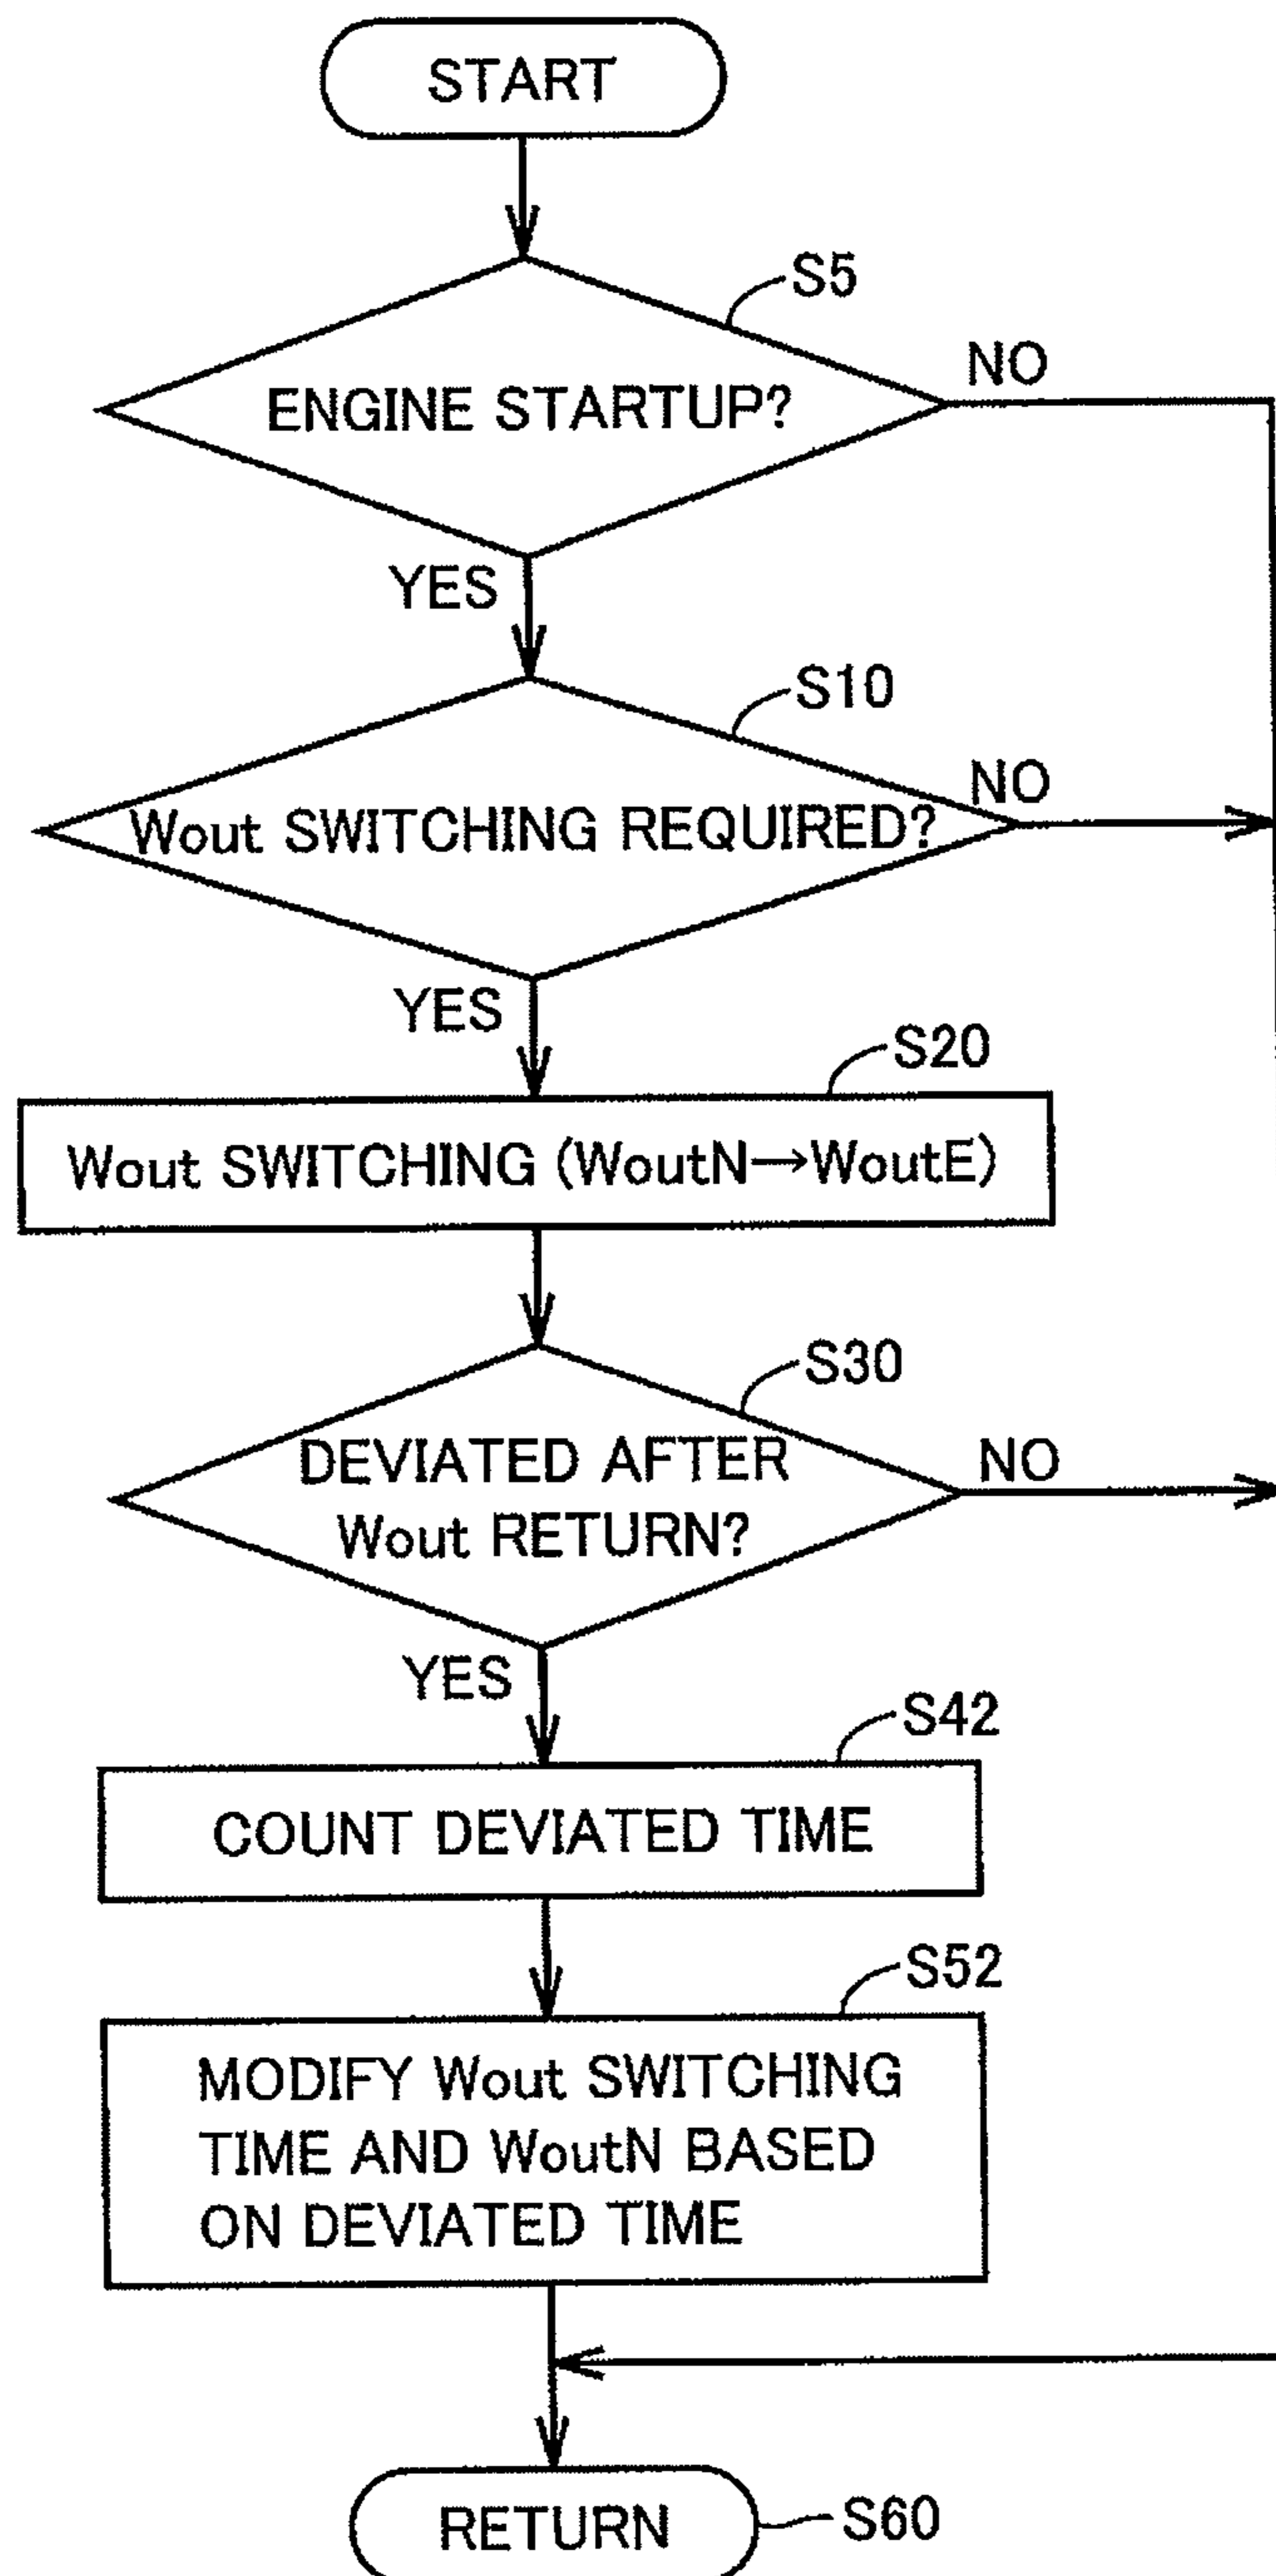 START
S5
ENGINE STARTUP?
NO
YES
S10
Wout SWITCHING REQUIRED?
NO
YES
S20
Wout SWITCHING (WoutN→WoutE)
S30
DEVIATED AFTER
Wout RETURN?
NO
YES
S42
COUNT DEVIATED TIME
S52
MODIFY Wout SWITCHING
TIME AND WoutN BASED
ON DEVIATED TIME
RETURN
S60